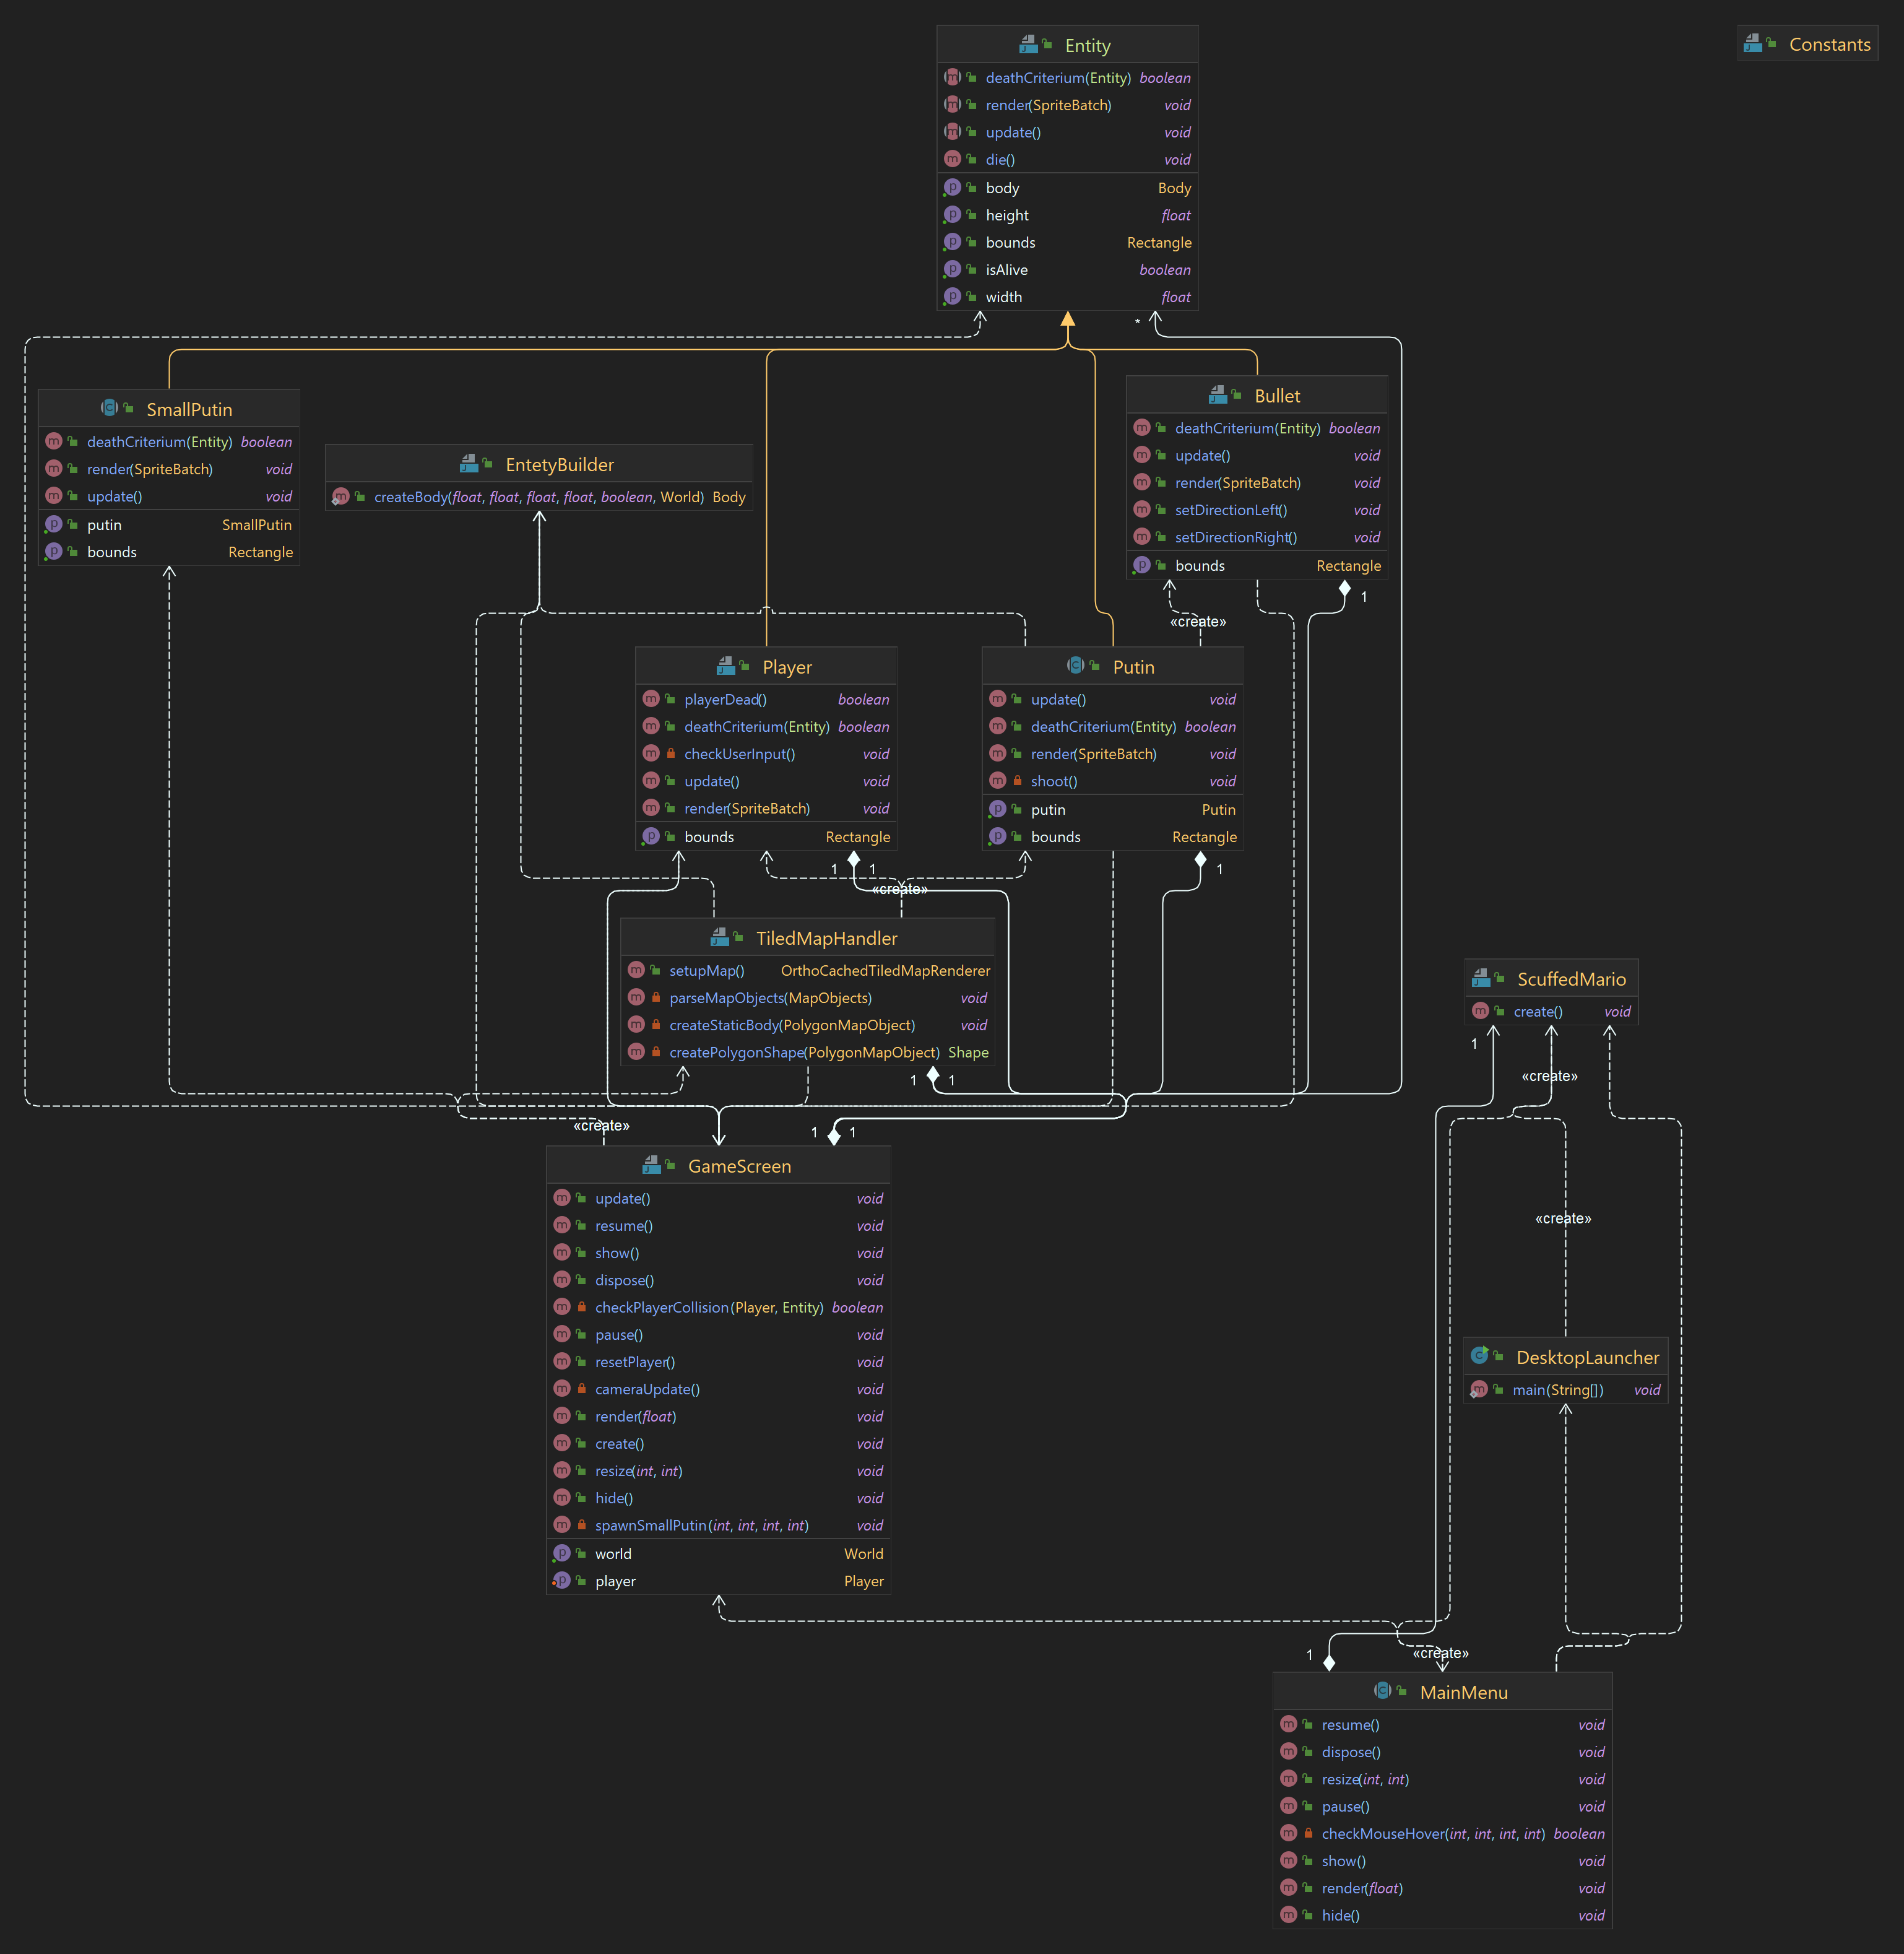 Entity
deathCriterium(Entity) boolean
render(SpriteBatch) void
update() void
die() void
body Body
height float
bounds Rectangle
isAlive boolean
width float
Constants
*
SmallPutin
deathCriterium(Entity) boolean
render(SpriteBatch) void
update() void
putin SmallPutin
bounds Rectangle
EntetyBuilder
createBody(float, float, float, float, boolean, World) Body
Bullet
deathCriterium(Entity) boolean
update() void
render(SpriteBatch) void
setDirectionLeft() void
setDirectionRight() void
bounds Rectangle
1
«create»
Player
playerDead() boolean
deathCriterium(Entity) boolean
checkUserInput() void
update() void
render(SpriteBatch) void
bounds Rectangle
1 1
Putin
update() void
deathCriterium(Entity) boolean
render(SpriteBatch) void
shoot() void
putin Putin
bounds Rectangle
1
«create»
TiledMapHandler
setupMap() OrthoCachedTiledMapRenderer
parseMapObjects(MapObjects) void
createStaticBody(PolygonMapObject) void
createPolygonShape(PolygonMapObject) Shape
1 1
ScuffedMario
create() void
1
«create»
«create»
1 1
GameScreen
update() void
resume() void
show() void
dispose() void
checkPlayerCollision(Player, Entity) boolean
pause() void
resetPlayer() void
cameraUpdate() void
render(float) void
create() void
resize(int, int) void
hide() void
spawnSmallPutin(int, int, int, int) void
world World
player Player
«create»
DesktopLauncher
main(String[]) void
1
«create»
MainMenu
resume() void
dispose() void
resize(int, int) void
pause() void
checkMouseHover(int, int, int, int) boolean
show() void
render(float) void
hide() void